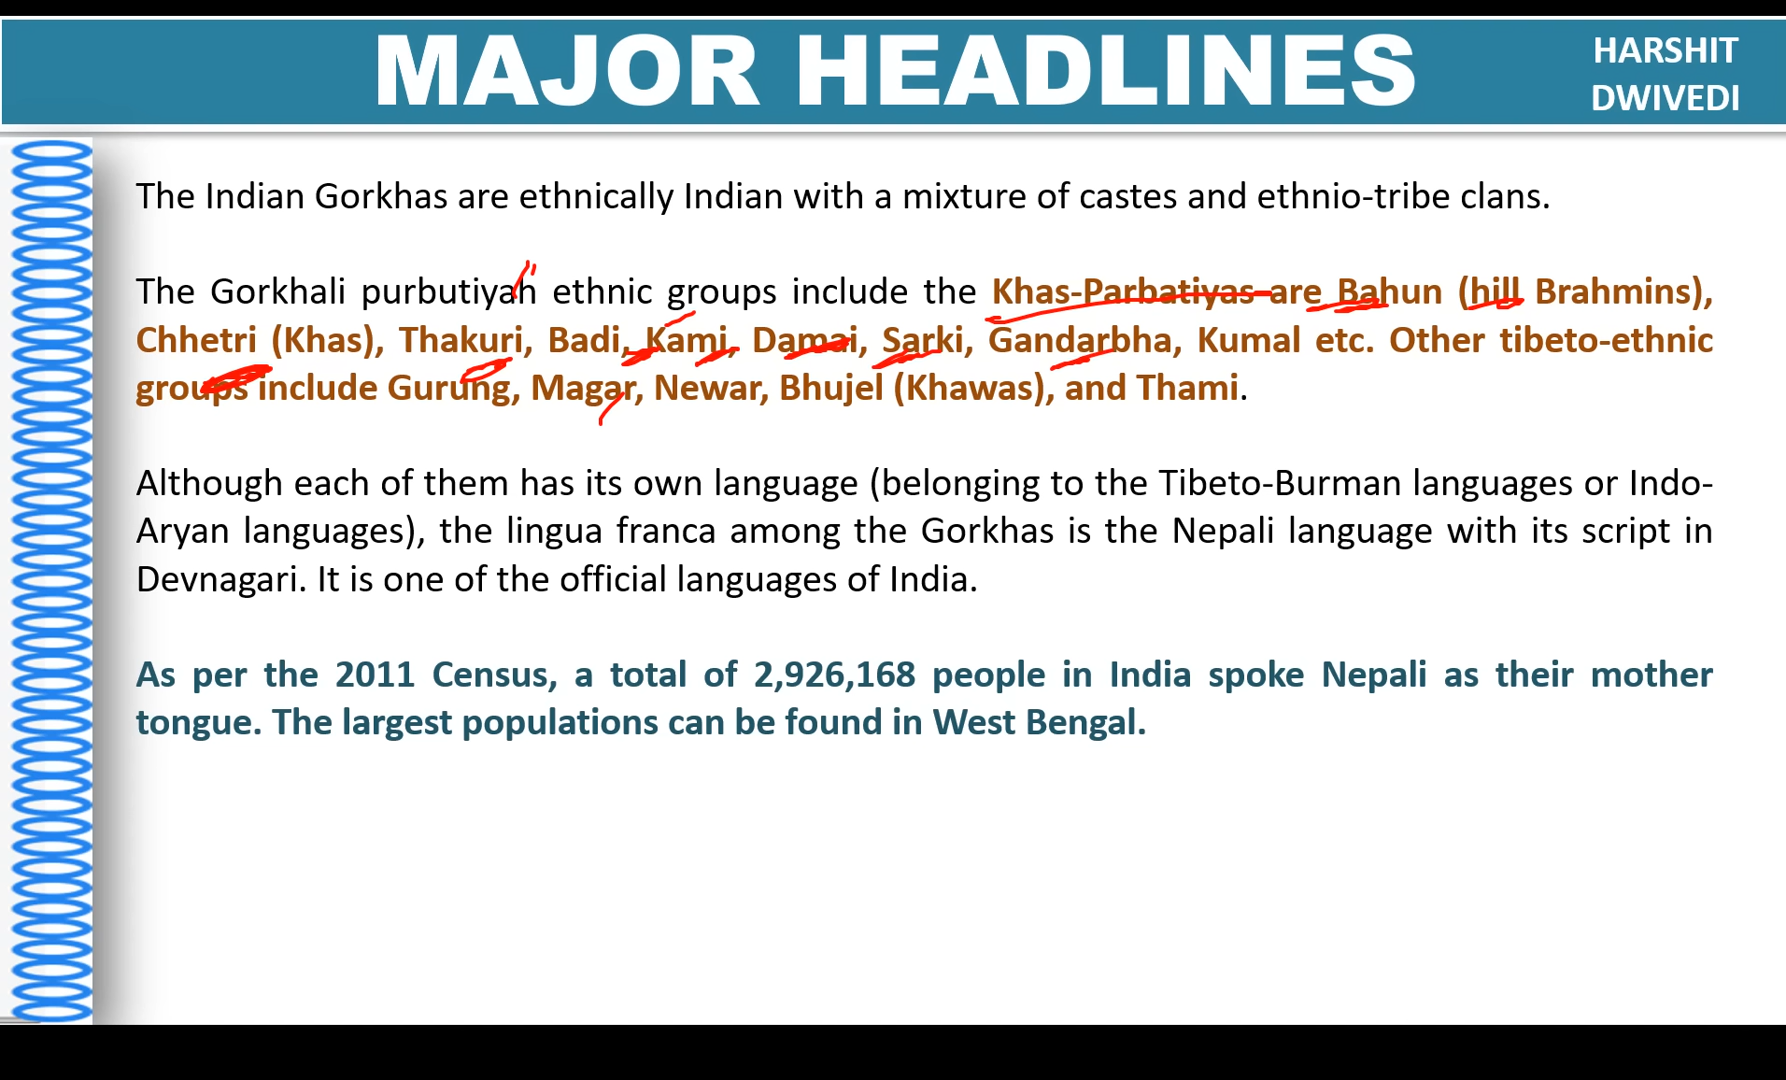 MAJOR HEADLINES
HARSHIT
DWIVEDI
The Indian Gorkhas are ethnically Indian with a mixture of castes and ethnio-tribe clans.
The Gorkhali purbutiyah ethnic groups include the Khas-Parbatiyas are Bahun (hill Brahmins),
Chhetri (Khas), Thakuri, Badi, Kami, Damai, Sarki, Gandarbha, Kumal etc. Other tibeto-ethnic
groups include Gurung, Magar, Newar, Bhujel (Khawas), and Thami.
Although each of them has its own language (belonging to the Tibeto-Burman languages or Indo-
Aryan languages), the lingua franca among the Gorkhas is the Nepali language with its script in
Devnagari. It is one of the official languages of India.
As per the 2011 Census, a total of 2,926,168 people in India spoke Nepali as their mother
tongue. The largest populations can be found in West Bengal.